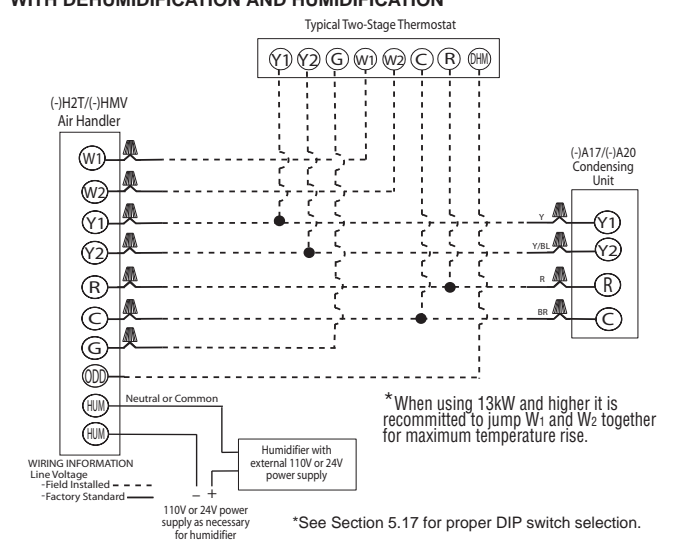 WITH DEHUMIDIFICATION AND HUMIDIFICATION
Typical Two-Stage Thermostat
Y1 Y2 G W1 W2 C R DHM
(-)H2T/(-)HMV
Air Handler
W1
W2
Y1
Y2
R
C
G
ODD
HUM
HUM
(-)A17/(-)A20
Condensing
Unit
Y Y1
Y/BL Y2
R R
BR C
Neutral or Common
Humidifier with
external 110V or 24V
power supply
*When using 13kW and higher it is
recommitted to jump W1 and W2 together
for maximum temperature rise.
WIRING INFORMATION
Line Voltage
-Field Installed
-Factory Standard
– +
110V or 24V power
supply as necessary
for humidifier
*See Section 5.17 for proper DIP switch selection.